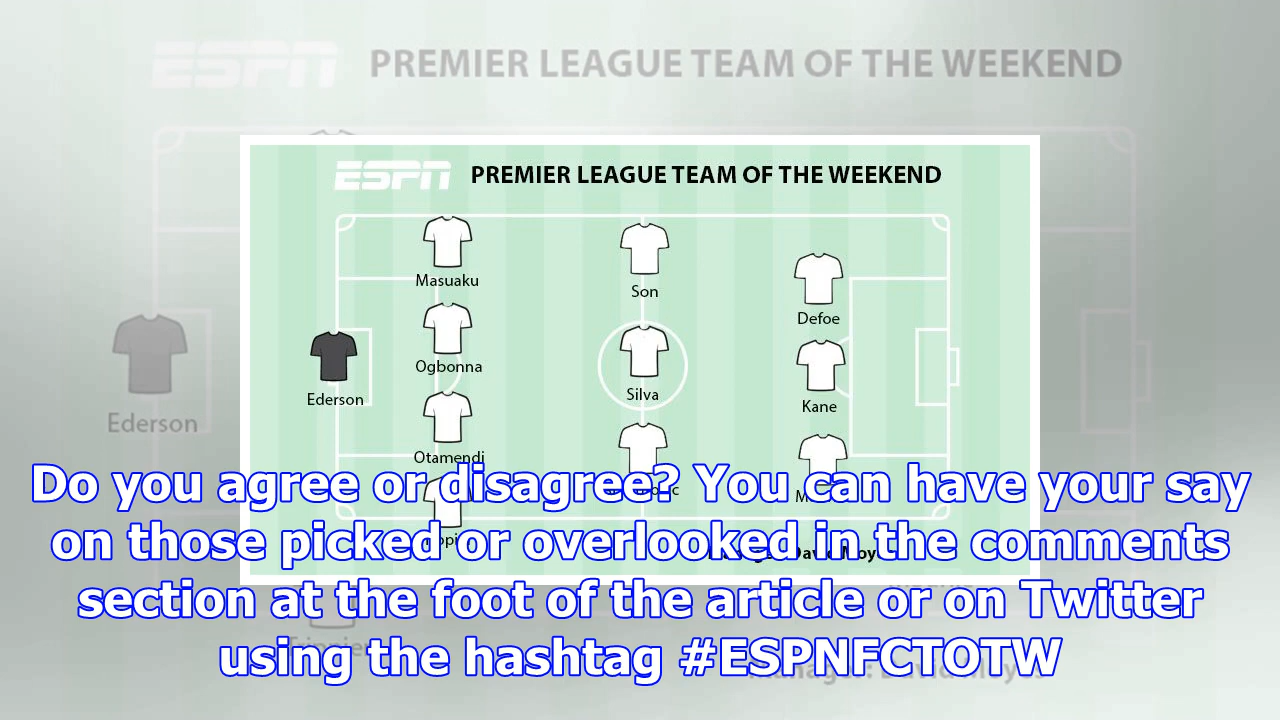 ESPN PREMIER LEAGUE TEAM OF THE WEEKEND
ESPN PREMIER LEAGUE TEAM OF THE WEEKEND
Masuaku
Son
Defoe
Ogbonna
Ederson
Silva
Kane
Ederson
Otamendi
Do you agree or disagree? You can have your say
on those picked or overlooked in the comments
section at the foot of the article or on Twitter
using the hashtag #ESPNFCTOTW